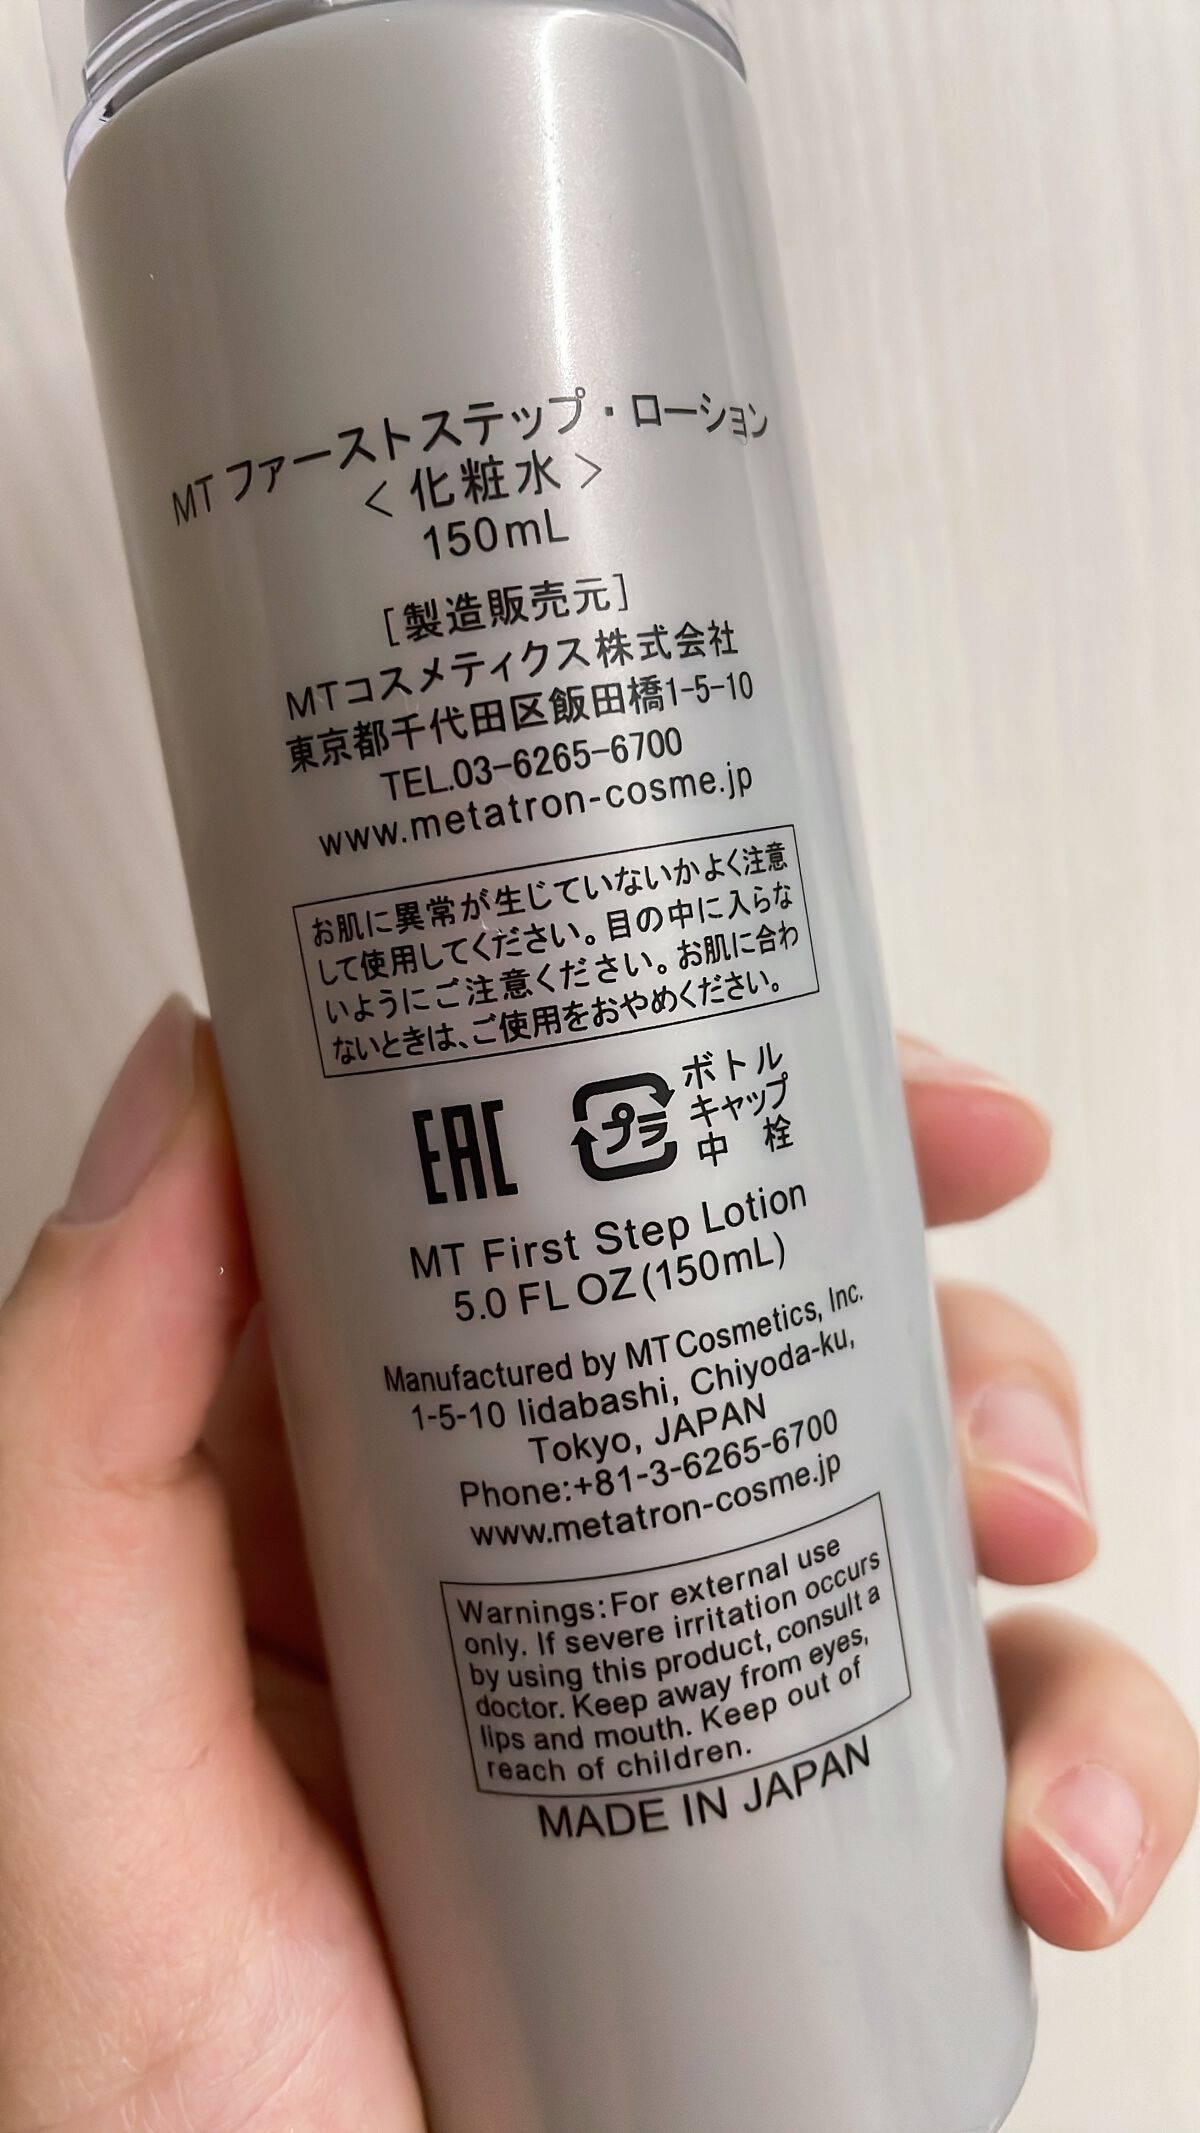 MT ファーストステップ・ローション
＜化粧水＞
150mL
［製造販売元］
MTコスメティクス株式会社
東京都千代田区飯田橋1-5-10
TEL.03-6265-6700
www.metatron-cosme.jp
お肌に異常が生じていないかよく注意
して使用してください。目の中に入らな
いようにご注意ください。お肌に合わ
ないときは、ご使用をおやめください。
EAC
プラ
ボトル
キャップ
中栓
MT First Step Lotion
5.0 FL OZ(150mL)
Manufactured by MT Cosmetics, Inc.
1-5-10 Iidabashi, Chiyoda-ku,
Tokyo, JAPAN
Phone:+81-3-6265-6700
www.metatron-cosme.jp
Warnings:For external use
only. If severe irritation occurs
by using this product, consult a
doctor. Keep away from eyes,
lips and mouth. Keep out of
reach of children.
MADE IN JAPAN